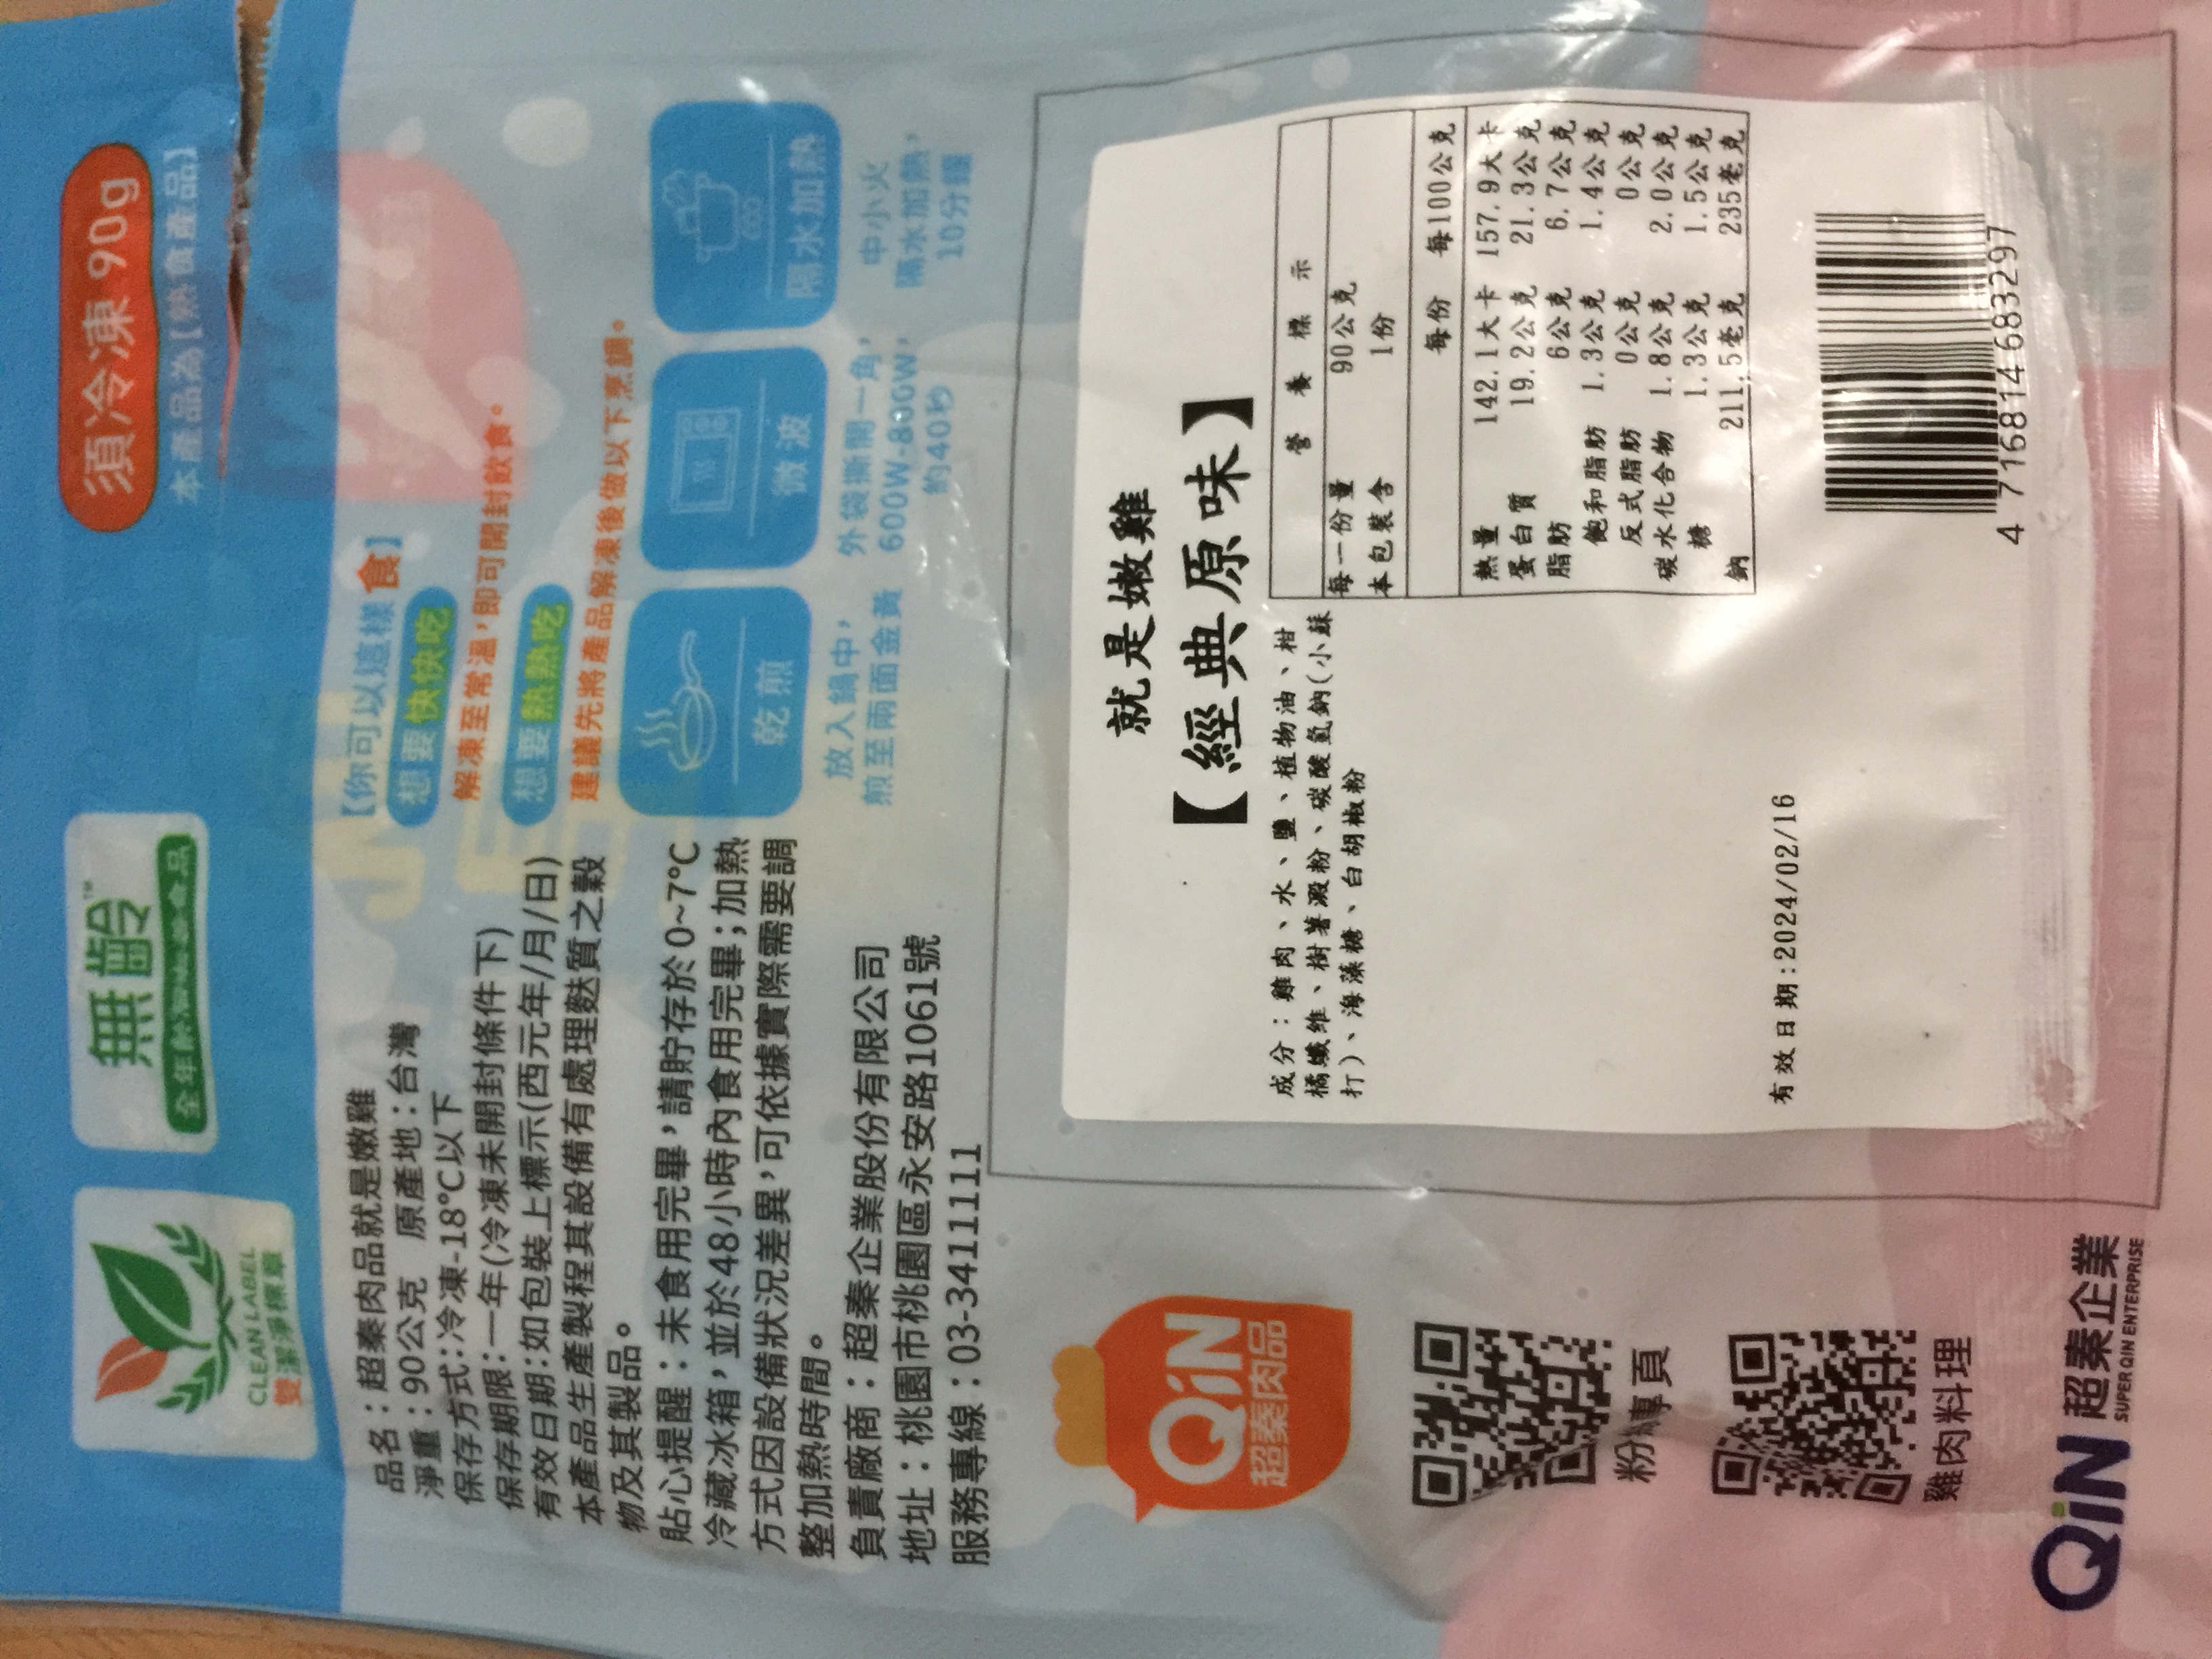 CLEAN LABEL
雙潔淨標章
無齡™
須冷凍 90g
本產品為【熱食產品】
品名：超秦肉品就是嫩雞
淨重：90公克 原產地：台灣
保存方式：冷凍-18℃以下
保存期限：一年(冷凍未開封條件下)
有效日期：如包裝上標示(西元年/月/日)
本產品生產製程其設備有處理麩質之穀
物及其製品。
貼心提醒：未食用完畢，請貯存於0~7℃
冷藏冰箱，並於48小時內食用完畢；加熱
方式因設備狀況差異，可依據實際需要調
整加熱時間。
負責廠商：超秦企業股份有限公司
地址：桃園市桃園區永安路1061號
服務專線：03-3411111
【你可以這樣食】
想要快快吃
解凍至常溫，即可開封飲食。
想要熱熱吃
建議先將產品解凍後做以下烹調。
乾煎
放入鍋中，
煎至兩面金黃
微波
外袋撕開一角，
600W-800W，
約40秒
隔水加熱
中小火
隔水加熱，
10分鐘
QiN
超秦肉品
粉絲專頁
雞肉料理
QiN 超秦企業
SUPER QIN ENTERPRISE
就是嫩雞
【經典原味】
成分：雞肉、水、鹽、植物油、柑
橘纖維、樹薯澱粉、碳酸氫鈉(小蘇
打)、海藻糖、白胡椒粉
營養標示
每一份量 90公克
本包裝含 1份
每份 每100公克
熱量 142.1大卡 157.9大卡
蛋白質 19.2公克 21.3公克
脂肪 6公克 6.7公克
飽和脂肪 1.3公克 1.4公克
反式脂肪 0公克 0公克
碳水化合物 1.8公克 2.0公克
糖 1.3公克 1.5公克
鈉 211.5毫克 235毫克
有效日期:2024/02/16
4 716814 683297